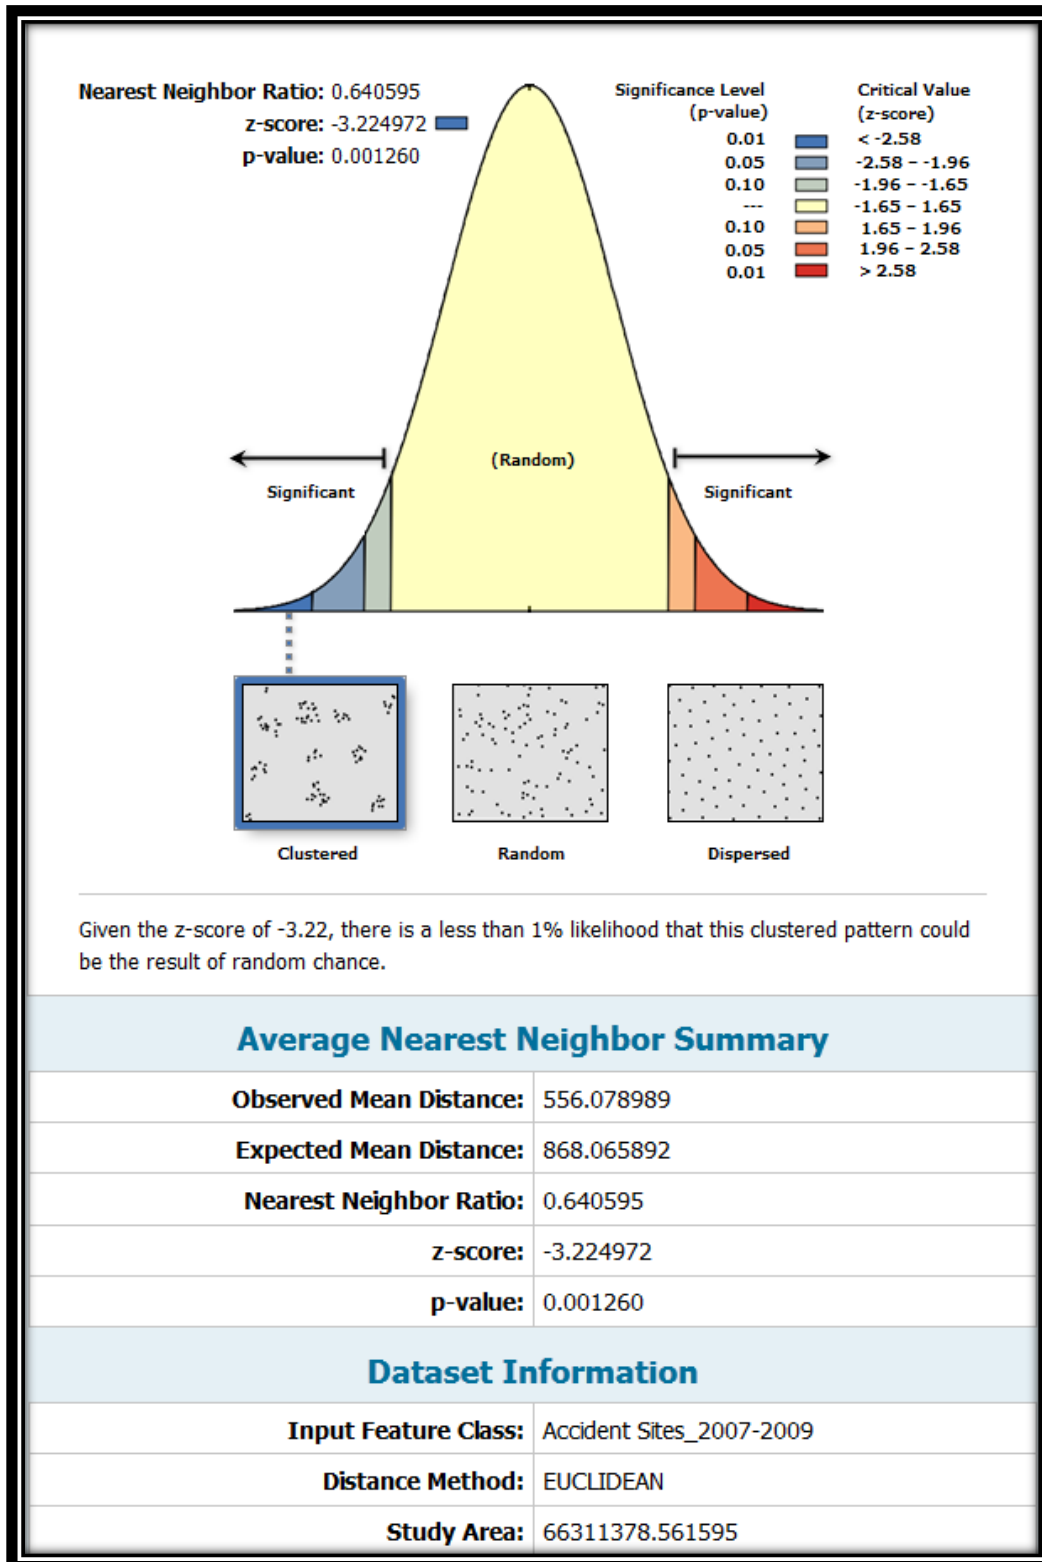 Nearest Neighbor Ratio: 0.640595
z-score: -3.224972
p-value: 0.001260
Significance Level (p-value) Critical Value (z-score)
0.01 < -2.58
0.05 -2.58 – -1.96
0.10 -1.96 – -1.65
--- -1.65 – 1.65
0.10 1.65 – 1.96
0.05 1.96 – 2.58
0.01 > 2.58
(Random)
Significant Significant
Clustered Random Dispersed
Given the z-score of -3.22, there is a less than 1% likelihood that this clustered pattern could
be the result of random chance.
Average Nearest Neighbor Summary
Observed Mean Distance: 556.078989
Expected Mean Distance: 868.065892
Nearest Neighbor Ratio: 0.640595
z-score: -3.224972
p-value: 0.001260
Dataset Information
Input Feature Class: Accident Sites_2007-2009
Distance Method: EUCLIDEAN
Study Area: 66311378.561595